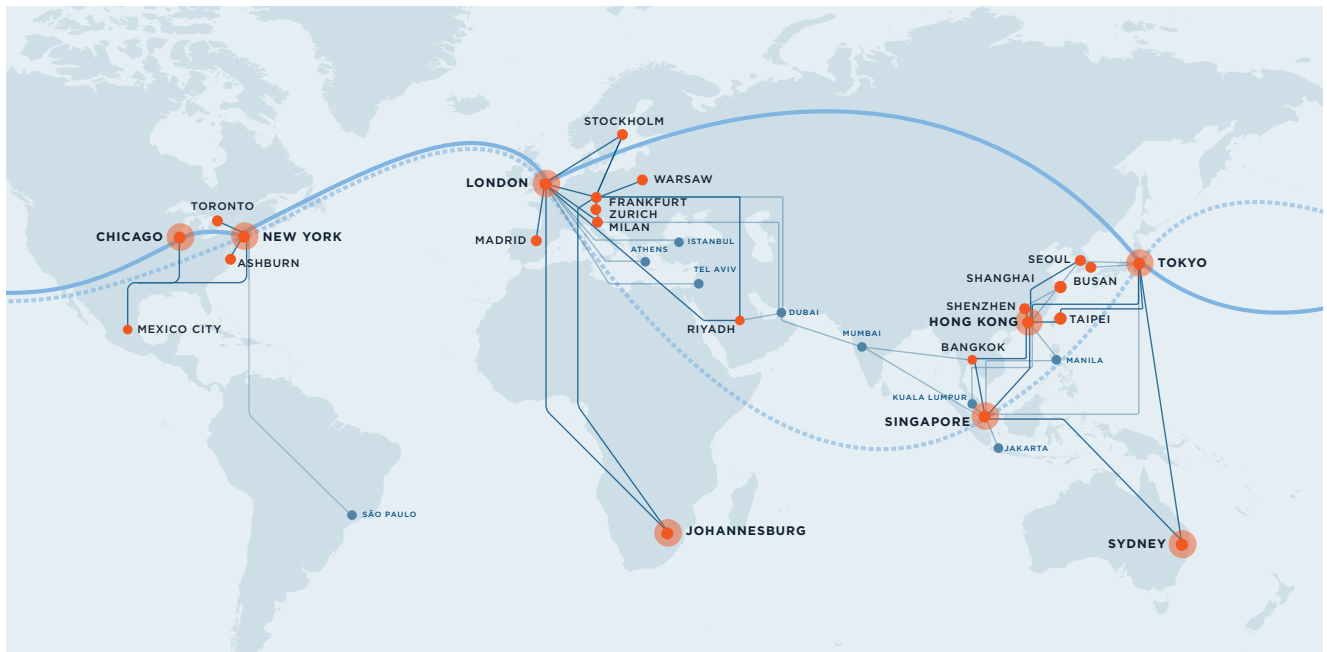 STOCKHOLM
LONDON
WARSAW
FRANKFURT
ZURICH
MILAN
TORONTO
CHICAGO
NEW YORK
MADRID
ISTANBUL
ATHENS
ASHBURN
TEL AVIV
SEOUL
TOKYO
SHANGHAI
BUSAN
SHENZHEN
HONG KONG
TAIPEI
MEXICO CITY
RIYADH
DUBAI
MUMBAI
BANGKOK
MANILA
KUALA LUMPUR
SINGAPORE
JAKARTA
SÃO PAULO
JOHANNESBURG
SYDNEY